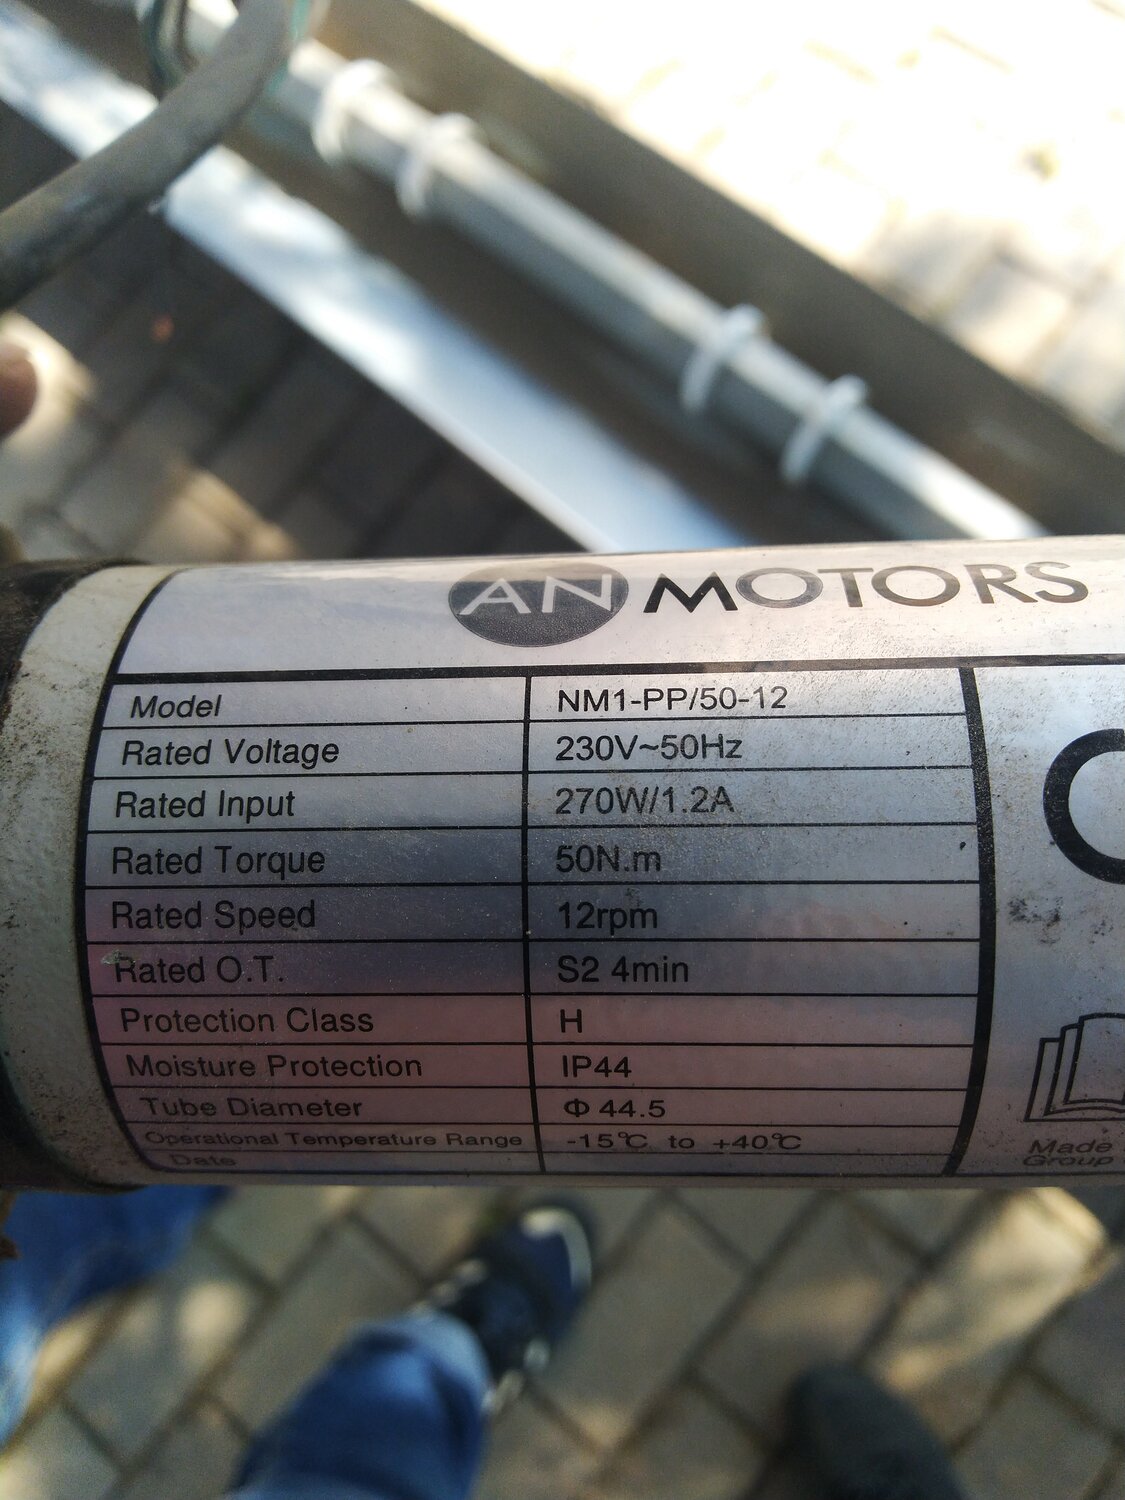 AN MOTORS
Model NM1-PP/50-12
Rated Voltage 230V~50Hz
Rated Input 270W/1.2A
Rated Torque 50N.m
Rated Speed 12rpm
Rated O.T. S2 4min
Protection Class H
Moisture Protection IP44
Tube Diameter Φ 44.5
Operational Temperature Range -15℃ to +40℃
Date
Made
Group